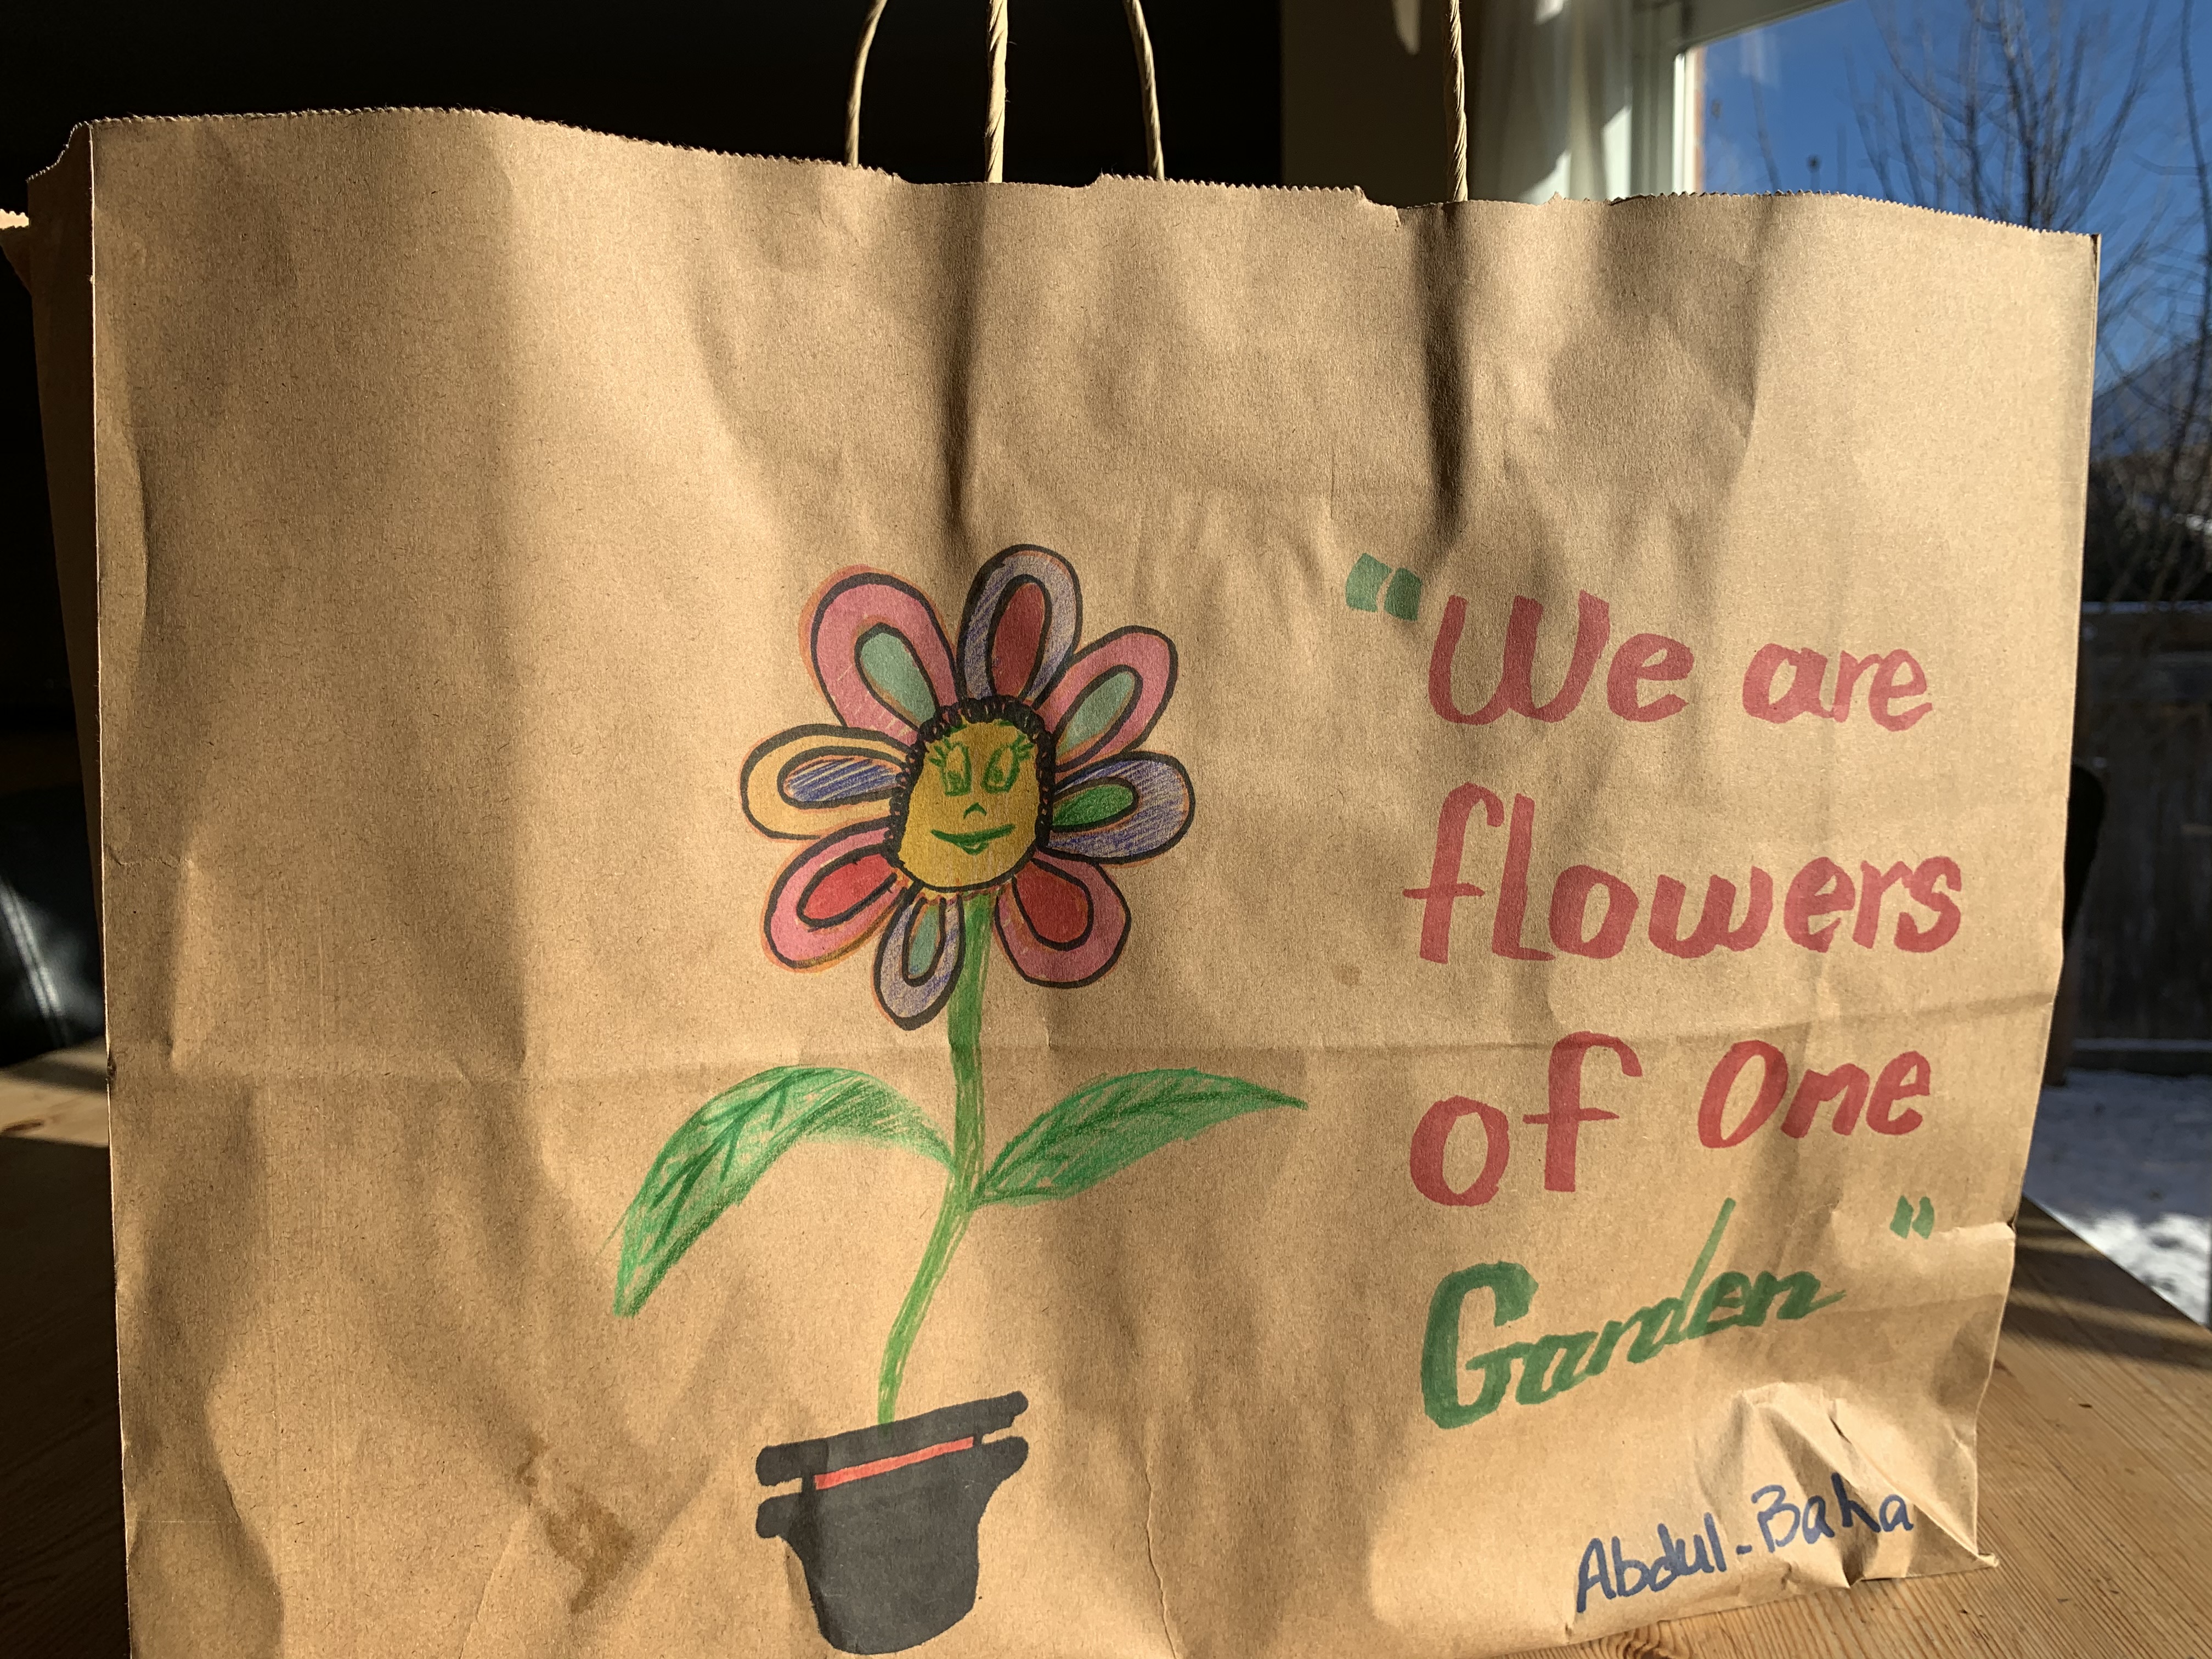 "We are
flowers
of One
Garden"
Abdul-Baha